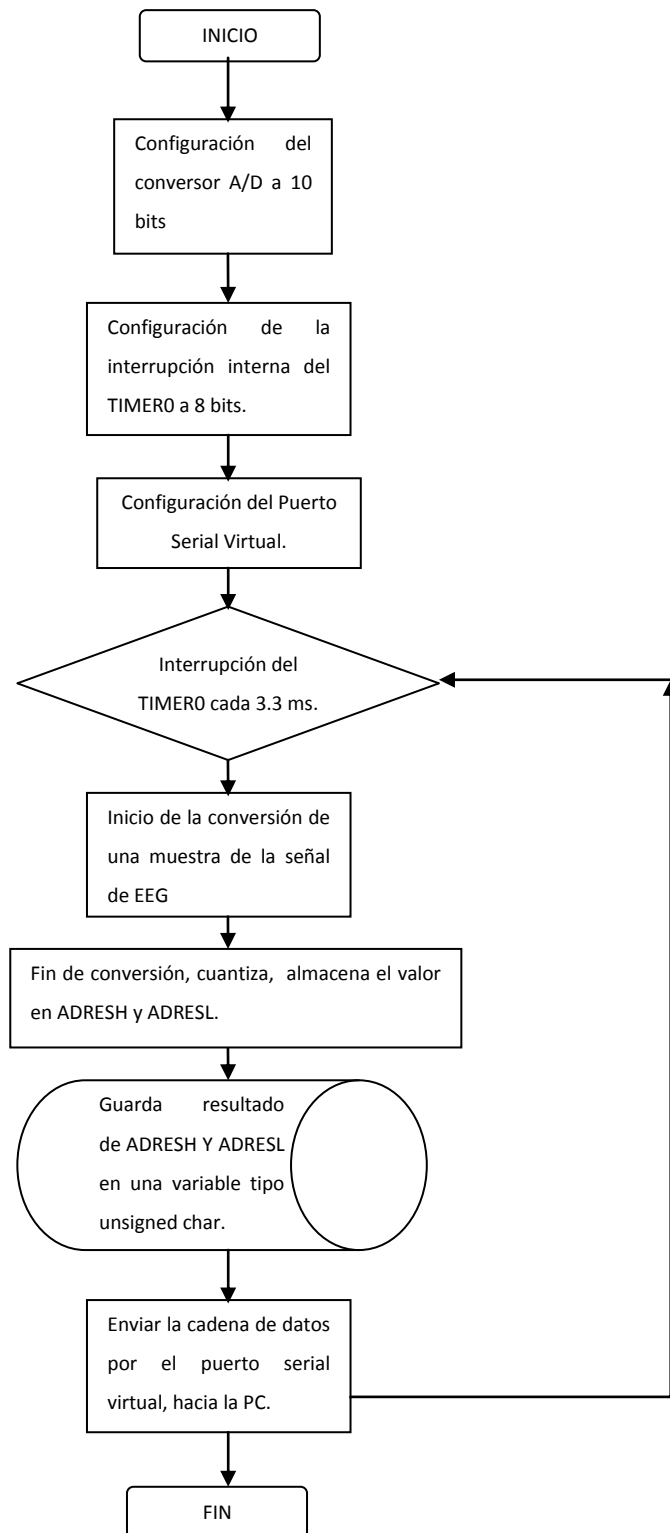 INICIO
Configuración del
conversor A/D a 10
bits
Configuración de la
interrupción interna del
TIMER0 a 8 bits.
Configuración del Puerto
Serial Virtual.
Interrupción del
TIMER0 cada 3.3 ms.
Inicio de la conversión de
una muestra de la señal
de EEG
Fin de conversión, cuantiza, almacena el valor
en ADRESH y ADRESL.
Guarda resultado
de ADRESH Y ADRESL
en una variable tipo
unsigned char.
Enviar la cadena de datos
por el puerto serial
virtual, hacia la PC.
FIN